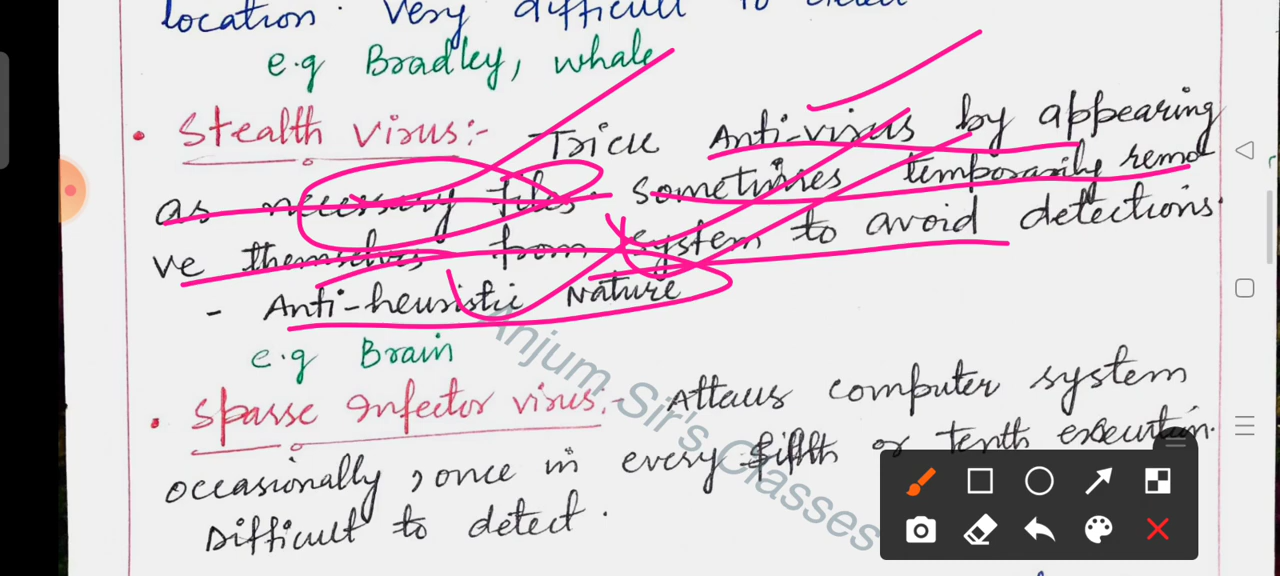 location. Very difficult to detect
e.g Bradley, whale
• Stealth Virus:- Trick Anti-virus by appearing
as necessary files. Sometimes temporarily remo
ve themselves from system to avoid detections.
- Anti-heuristic Nature
e.g Brain
• Sparse Infector virus:- Attacks computer system
occasionally, once in every fifth or tenth execution.
Difficult to detect.
Anjum Sir's Classes